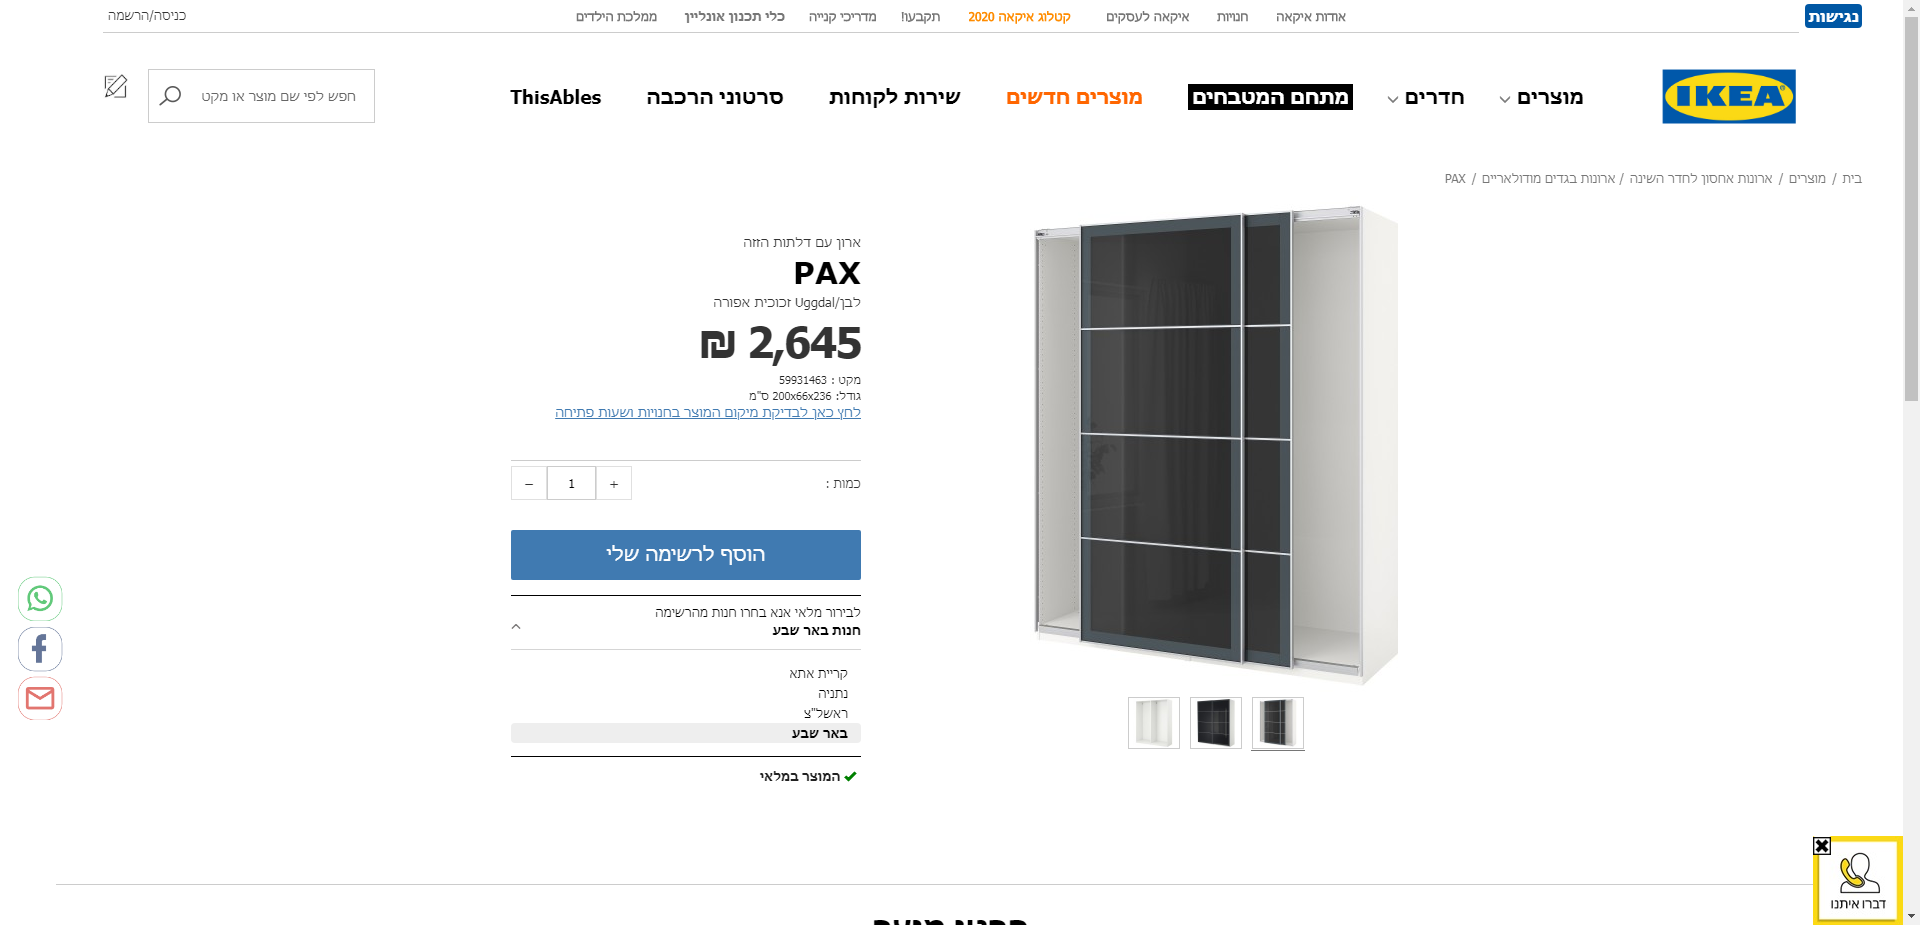 נגישות
אודות איקאה
חנויות
איקאה לעסקים
קטלוג איקאה 2020
תקבעו!
מדריכי קנייה
כלי תכנון אונליין
ממלכת הילדים
כניסה/הרשמה
IKEA
מוצרים
חדרים
מתחם המטבחים
מוצרים חדשים
שירות לקוחות
סרטוני הרכבה
ThisAbles
חפש לפי שם מוצר או מקט
בית / מוצרים / ארונות אחסון לחדר השינה / ארונות בגדים מודולאריים / PAX
ארון עם דלתות הזזה
PAX
לבן/Uggdal זכוכית אפורה
2,645 ₪
מקט : 59931463
גודל: 200x66x236 ס"מ
לחץ כאן לבדיקת מיקום המוצר בחנויות ושעות פתיחה
כמות :
+ 1 −
הוסף לרשימה שלי
לבירור מלאי אנא בחרו חנות מהרשימה
חנות באר שבע
קריית אתא
נתניה
ראשל"צ
באר שבע
המוצר במלאי
דברו איתנו